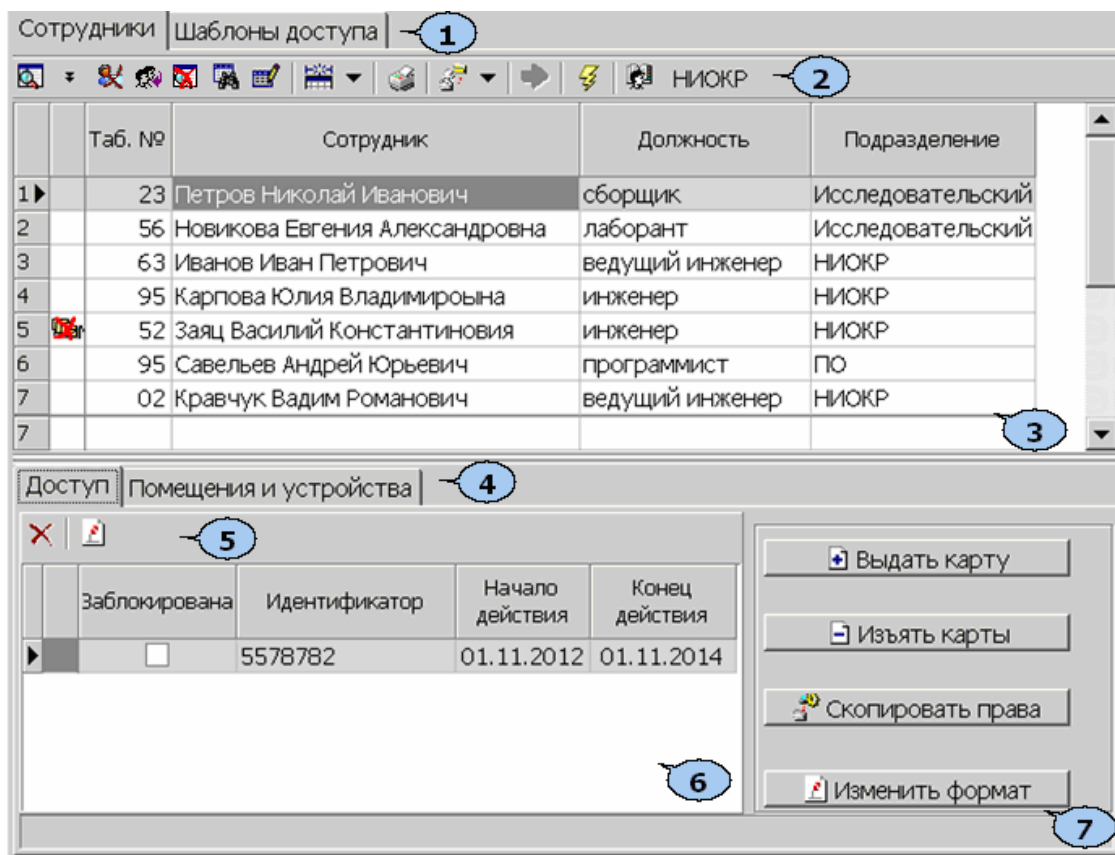 Сотрудники Шаблоны доступа 1
НИОКР 2
Таб. № Сотрудник Должность Подразделение
1 23 Петров Николай Иванович сборщик Исследовательский
2 56 Новикова Евгения Александровна лаборант Исследовательский
3 63 Иванов Иван Петрович ведущий инженер НИОКР
4 95 Карпова Юлия Владимироына инженер НИОКР
5 52 Заяц Василий Константиновия инженер НИОКР
6 95 Савельев Андрей Юрьевич программист ПО
7 02 Кравчук Вадим Романович ведущий инженер НИОКР
3
7
Доступ Помещения и устройства 4
5
Заблокирована Идентификатор Начало действия Конец действия
5578782 01.11.2012 01.11.2014
6
Выдать карту
Изъять карты
Скопировать права
Изменить формат
7